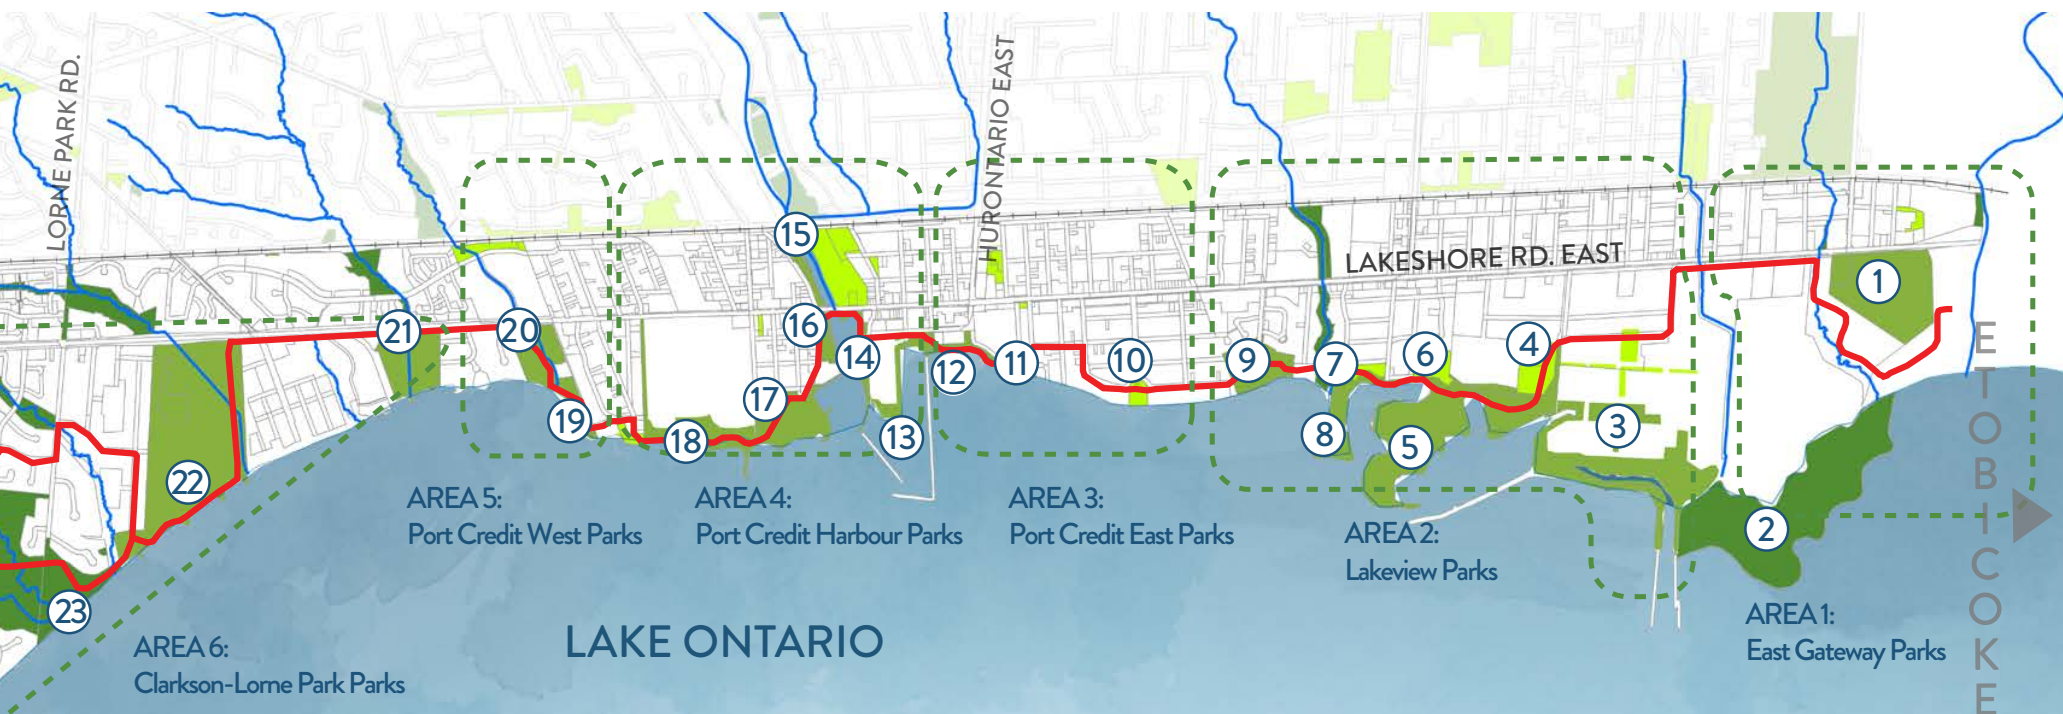 LORNE PARK RD.
HURONTARIO EAST
LAKESHORE RD. EAST
15
1
16
21
20
14
12
11
10
9
7
6
4
17
19
18
13
8
5
3
22
2
23
AREA 5:
Port Credit West Parks
AREA 4:
Port Credit Harbour Parks
AREA 3:
Port Credit East Parks
AREA 2:
Lakeview Parks
AREA 1:
East Gateway Parks
AREA 6:
Clarkson-Lorne Park Parks
LAKE ONTARIO
ETOBICOKE